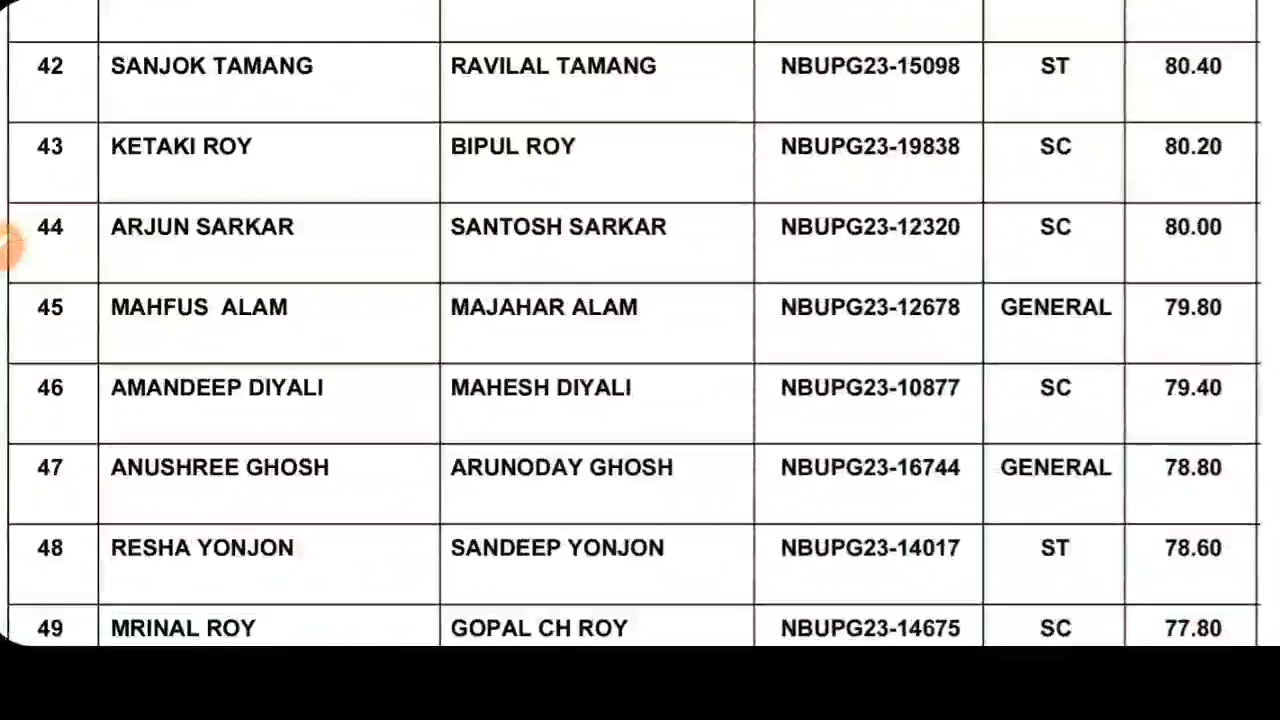 42 SANJOK TAMANG RAVILAL TAMANG NBUPG23-15098 ST 80.40
43 KETAKI ROY BIPUL ROY NBUPG23-19838 SC 80.20
44 ARJUN SARKAR SANTOSH SARKAR NBUPG23-12320 SC 80.00
45 MAHFUS ALAM MAJAHAR ALAM NBUPG23-12678 GENERAL 79.80
46 AMANDEEP DIYALI MAHESH DIYALI NBUPG23-10877 SC 79.40
47 ANUSHREE GHOSH ARUNODAY GHOSH NBUPG23-16744 GENERAL 78.80
48 RESHA YONJON SANDEEP YONJON NBUPG23-14017 ST 78.60
49 MRINAL ROY GOPAL CH ROY NBUPG23-14675 SC 77.80